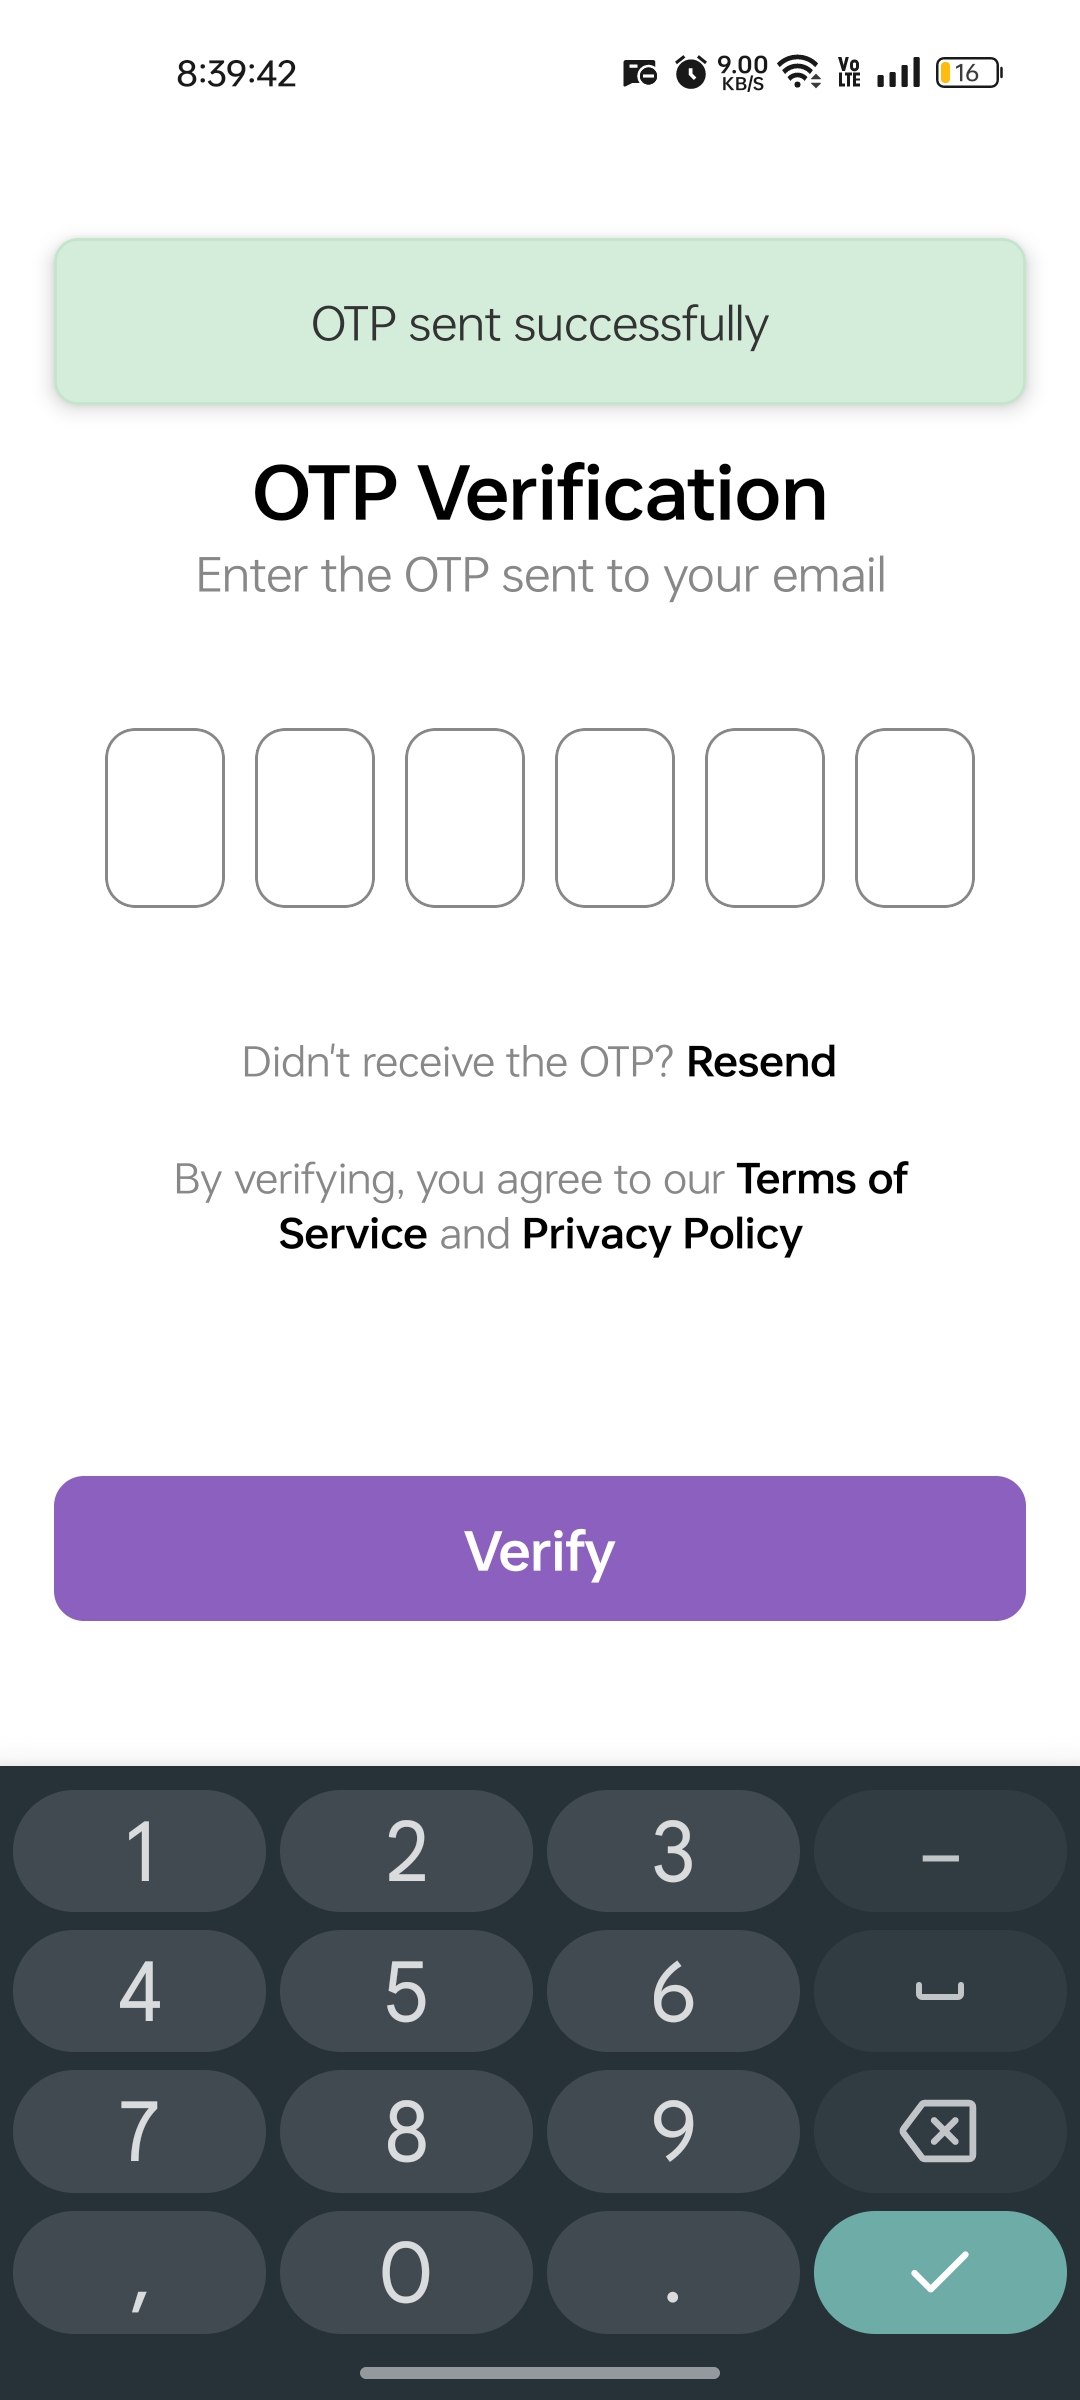 8:39:42 9.00 KB/S Vo LTE 16
OTP sent successfully
OTP Verification
Enter the OTP sent to your email
Didn't receive the OTP? Resend
By verifying, you agree to our Terms of
Service and Privacy Policy
Verify
1 2 3 –
4 5 6
7 8 9
, 0 .